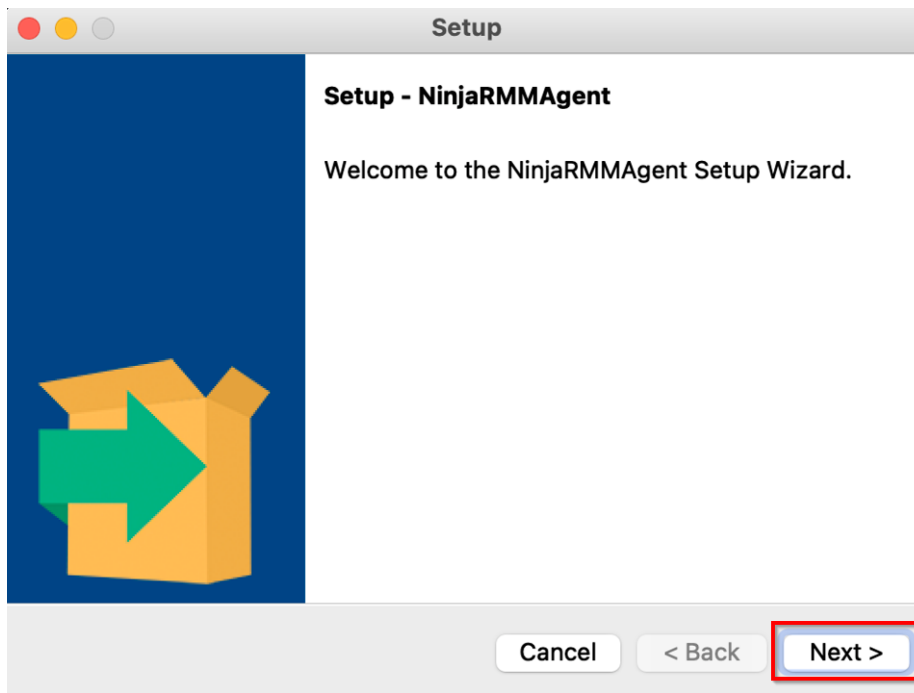 Setup
Setup - NinjaRMMAgent
Welcome to the NinjaRMMAgent Setup Wizard.
Cancel < Back Next >